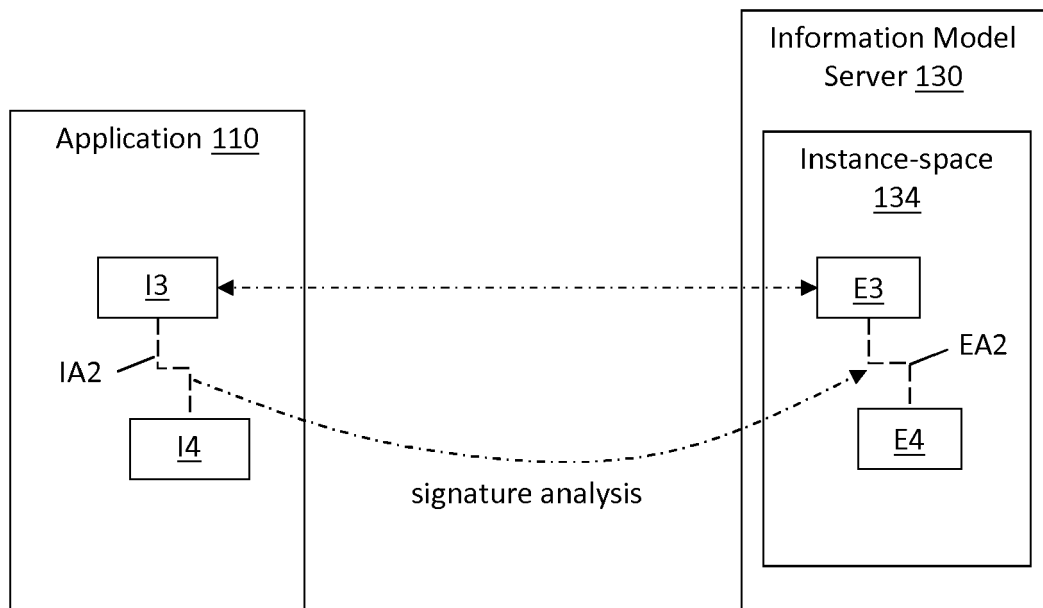 Information Model
Server 130
Application 110
Instance-space
134
I3
E3
IA2
EA2
I4
E4
signature analysis